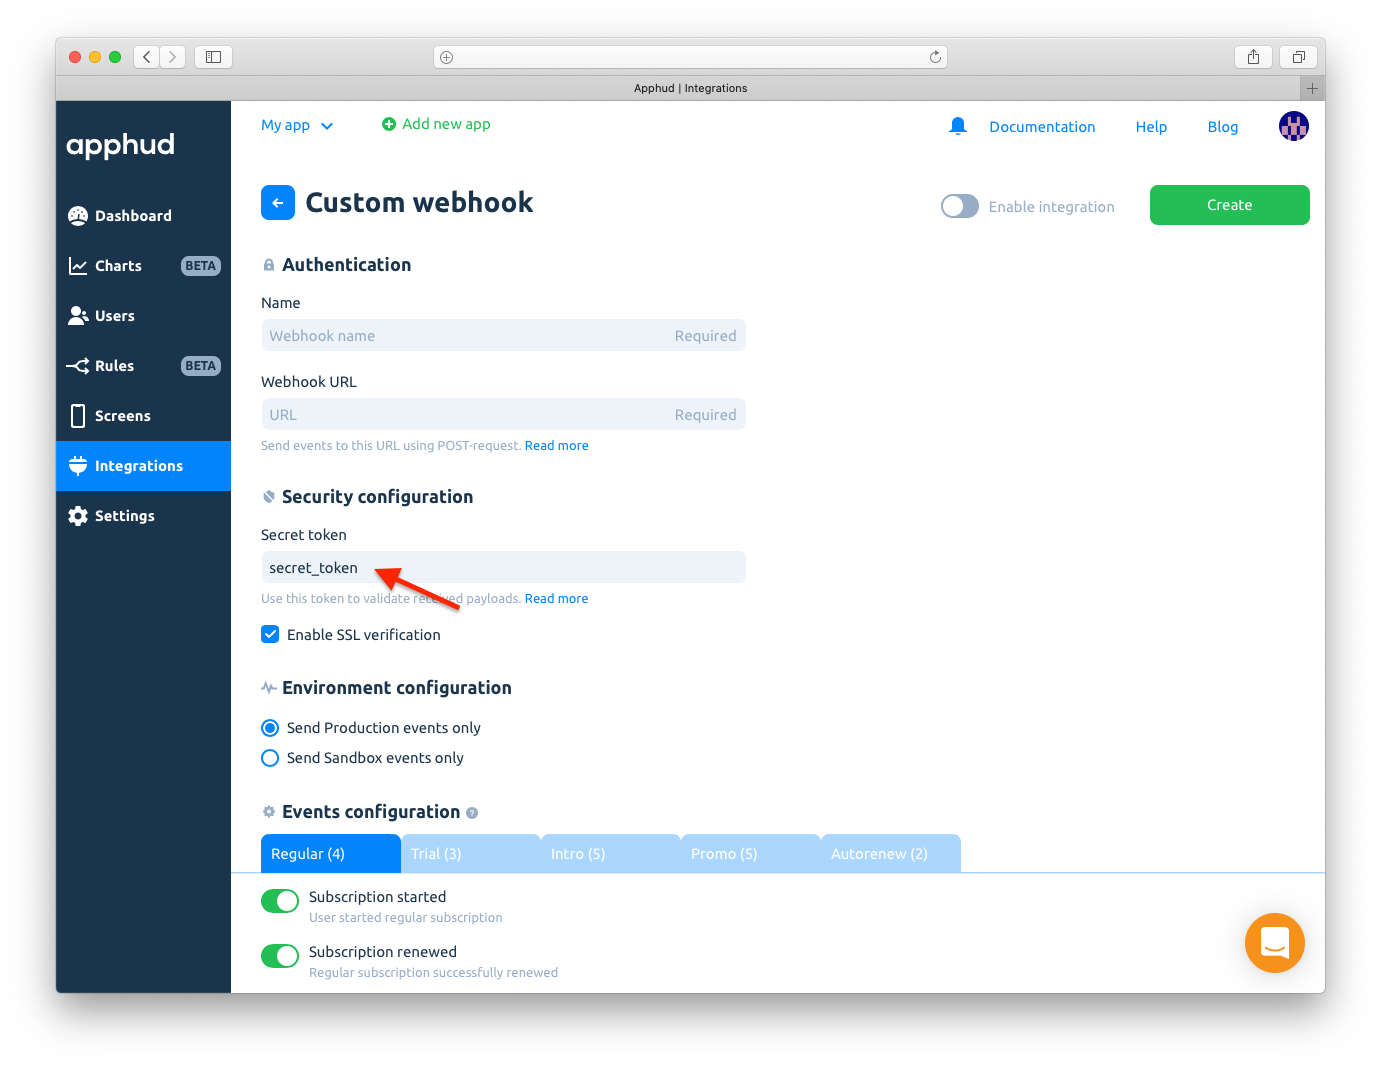 Apphud | Integrations
apphud
My app
Add new app
Documentation
Help
Blog
Dashboard
Charts BETA
Users
Rules BETA
Screens
Integrations
Settings
Custom webhook
Enable integration
Create
Authentication
Name
Webhook name Required
Webhook URL
URL Required
Send events to this URL using POST-request. Read more
Security configuration
Secret token
secret_token
Use this token to validate received payloads. Read more
Enable SSL verification
Environment configuration
Send Production events only
Send Sandbox events only
Events configuration ?
Regular (4) Trial (3) Intro (5) Promo (5) Autorenew (2)
Subscription started
User started regular subscription
Subscription renewed
Regular subscription successfully renewed